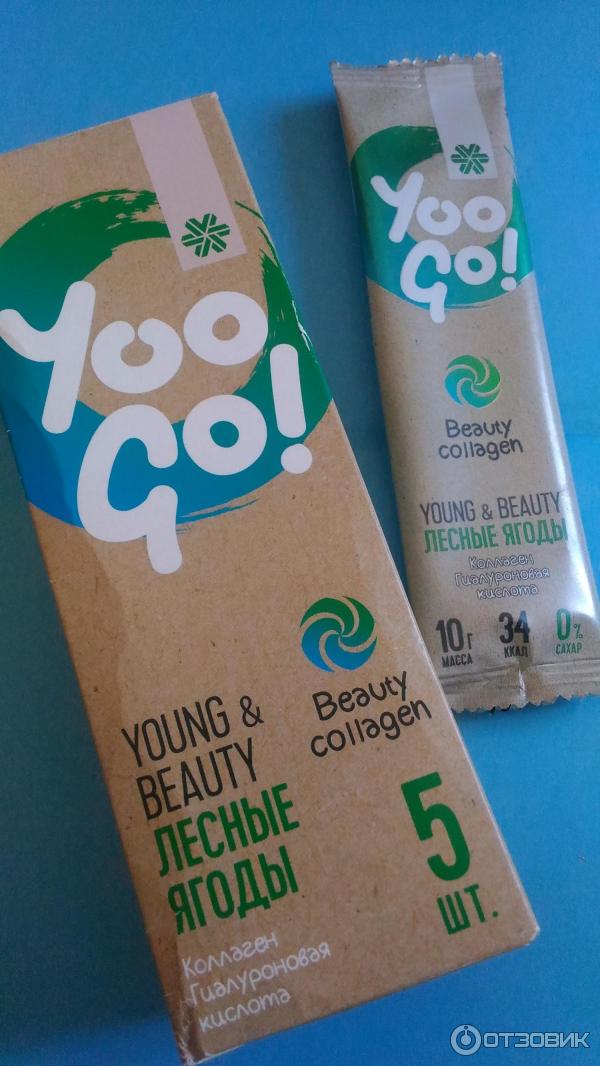 Yoo
Go!
Beauty
collagen
YOUNG &
BEAUTY
ЛЕСНЫЕ
ЯГОДЫ
Коллаген
Гиалуроновая
кислота
5
шт.
Yoo
Go!
Beauty
collagen
YOUNG & BEAUTY
ЛЕСНЫЕ ЯГОДЫ
Коллаген
Гиалуроновая
кислота
10 г 34 0%
МАССА ККАЛ САХАР
ОТЗОВИК